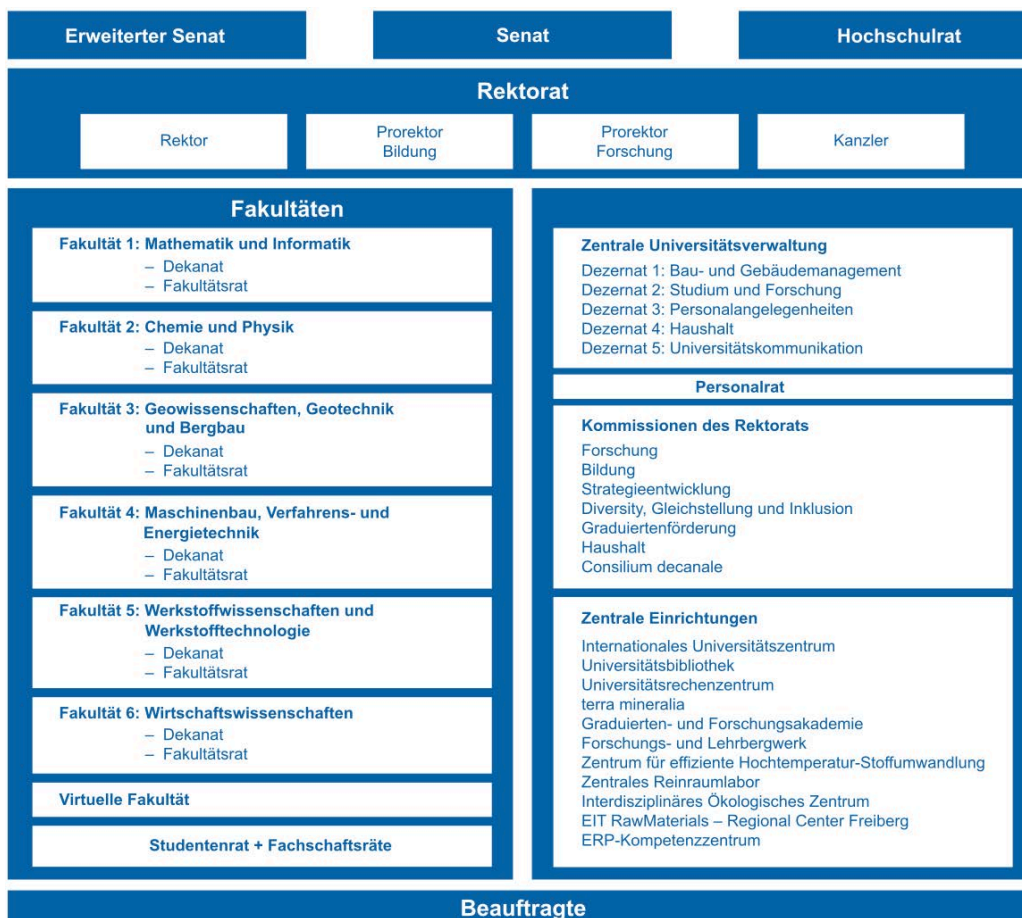 Erweiterter Senat
Senat
Hochschulrat
Rektorat
Rektor
Prorektor
Bildung
Prorektor
Forschung
Kanzler
Fakultäten
Fakultät 1: Mathematik und Informatik
– Dekanat
– Fakultätsrat
Fakultät 2: Chemie und Physik
– Dekanat
– Fakultätsrat
Fakultät 3: Geowissenschaften, Geotechnik
und Bergbau
– Dekanat
– Fakultätsrat
Fakultät 4: Maschinenbau, Verfahrens- und
Energietechnik
– Dekanat
– Fakultätsrat
Fakultät 5: Werkstoffwissenschaften und
Werkstofftechnologie
– Dekanat
– Fakultätsrat
Fakultät 6: Wirtschaftswissenschaften
– Dekanat
– Fakultätsrat
Virtuelle Fakultät
Studentenrat + Fachschaftsräte
Zentrale Universitätsverwaltung
Dezernat 1: Bau- und Gebäudemanagement
Dezernat 2: Studium und Forschung
Dezernat 3: Personalangelegenheiten
Dezernat 4: Haushalt
Dezernat 5: Universitätskommunikation
Personalrat
Kommissionen des Rektorats
Forschung
Bildung
Strategieentwicklung
Diversity, Gleichstellung und Inklusion
Graduiertenförderung
Haushalt
Consilium decanale
Zentrale Einrichtungen
Internationales Universitätszentrum
Universitätsbibliothek
Universitätsrechenzentrum
terra mineralia
Graduierten- und Forschungsakademie
Forschungs- und Lehrbergwerk
Zentrum für effiziente Hochtemperatur-Stoffumwandlung
Zentrales Reinraumlabor
Interdisziplinäres Ökologisches Zentrum
EIT RawMaterials – Regional Center Freiberg
ERP-Kompetenzzentrum
Beauftragte